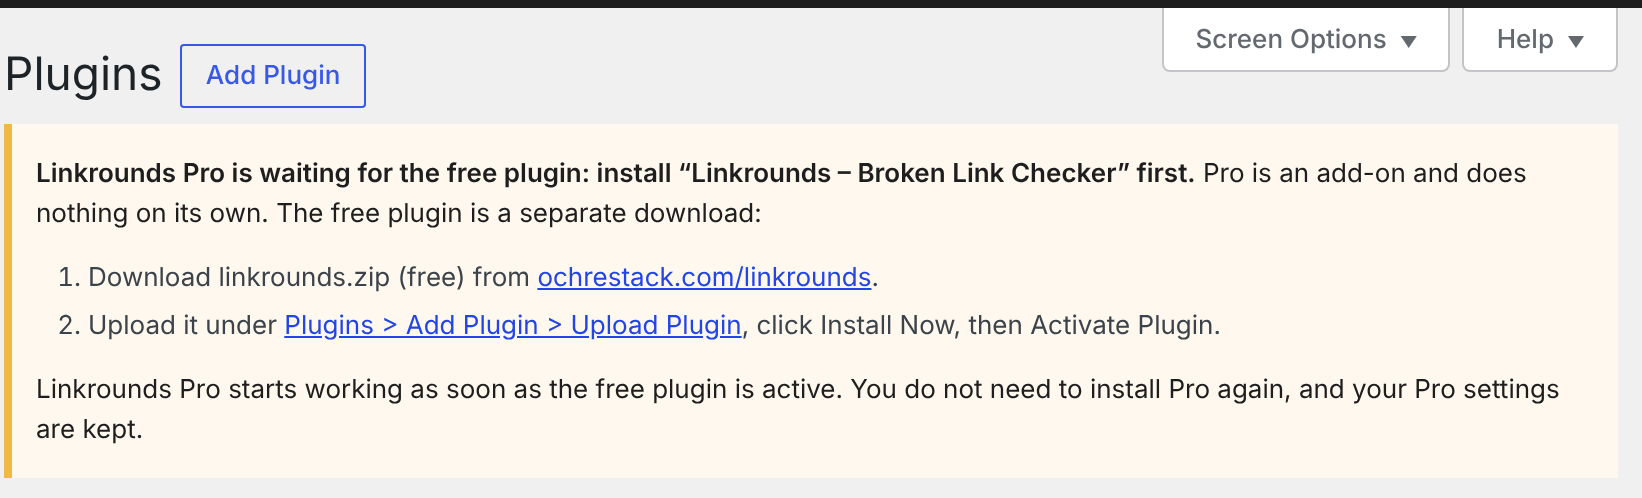 Screen Options ▼
Help ▼
Plugins
Add Plugin
Linkrounds Pro is waiting for the free plugin: install “Linkrounds – Broken Link Checker” first. Pro is an add-on and does
nothing on its own. The free plugin is a separate download:
1. Download linkrounds.zip (free) from ochrestack.com/linkrounds.
2. Upload it under Plugins > Add Plugin > Upload Plugin, click Install Now, then Activate Plugin.
Linkrounds Pro starts working as soon as the free plugin is active. You do not need to install Pro again, and your Pro settings
are kept.